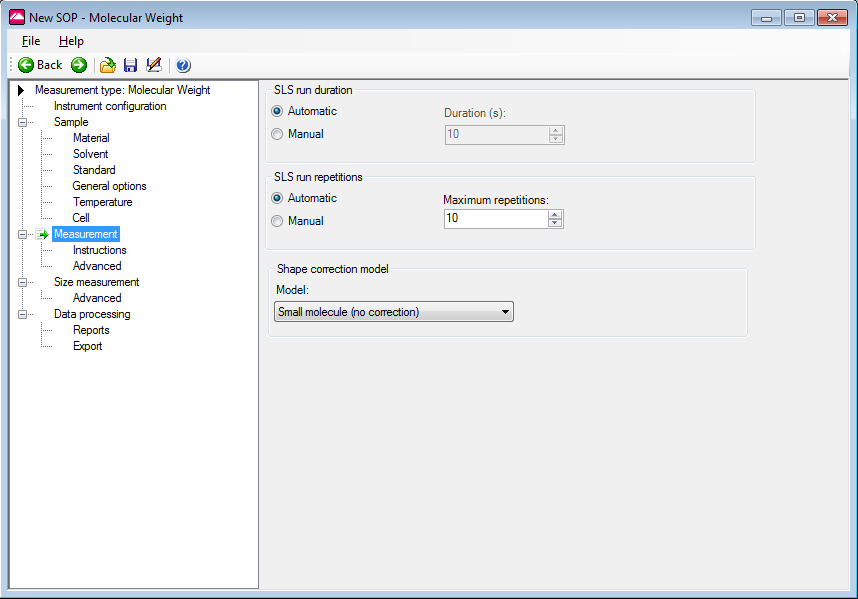 New SOP - Molecular Weight
File Help
Back
Measurement type: Molecular Weight
Instrument configuration
Sample
Material
Solvent
Standard
General options
Temperature
Cell
Measurement
Instructions
Advanced
Size measurement
Advanced
Data processing
Reports
Export
SLS run duration
Automatic
Manual
Duration (s):
10
SLS run repetitions
Automatic
Manual
Maximum repetitions:
10
Shape correction model
Model:
Small molecule (no correction)